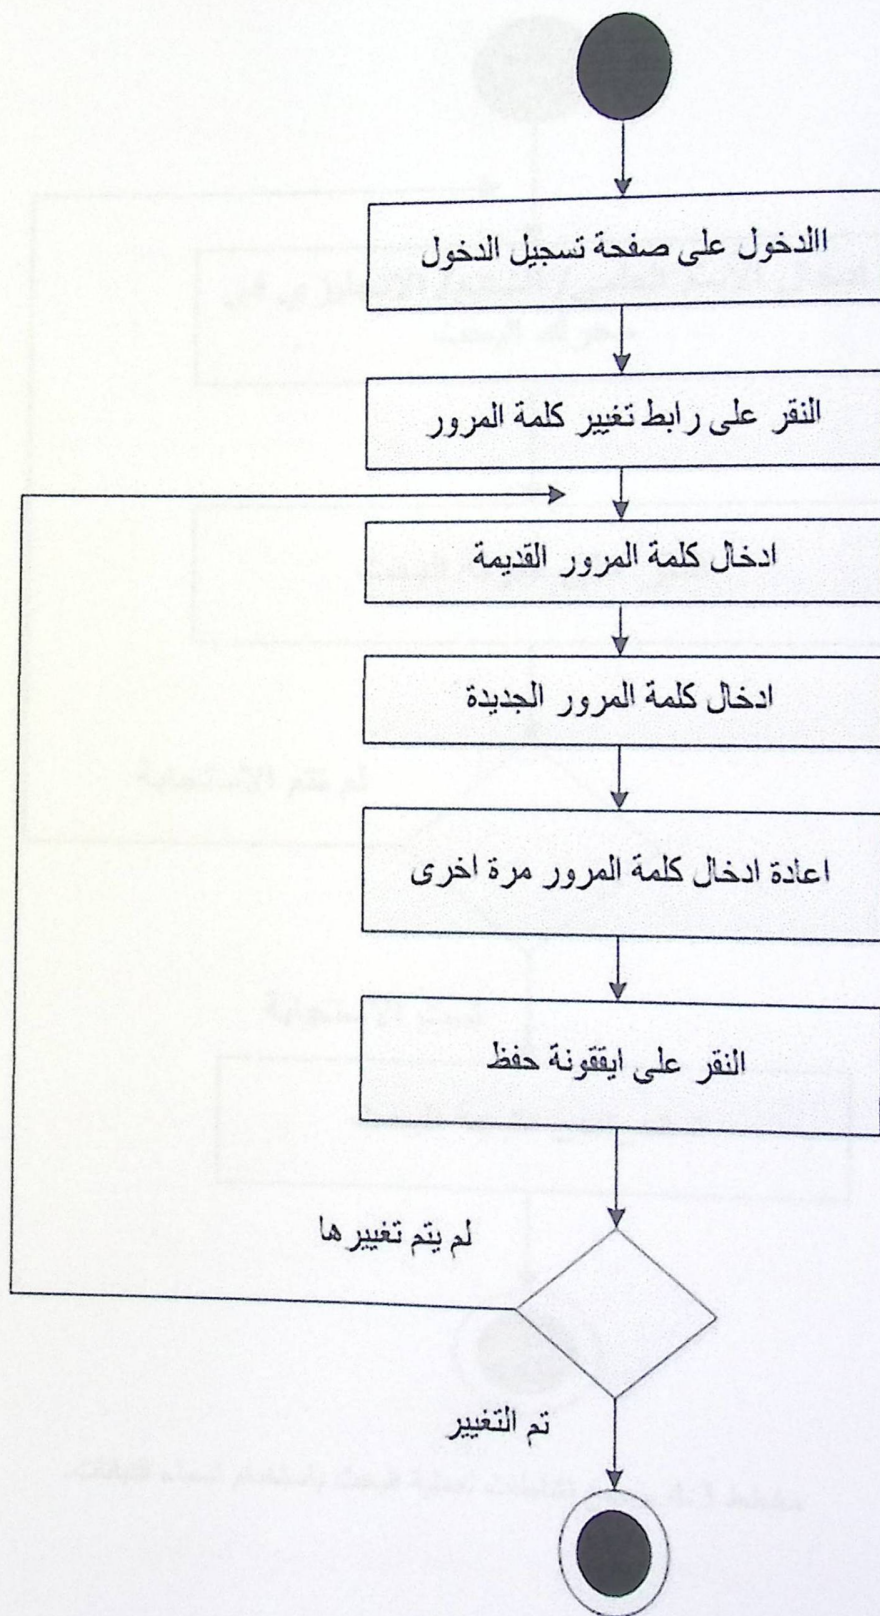 االدخول على صفحة تسجيل الدخول
النقر على رابط تغيير كلمة المرور
ادخال كلمة المرور القديمة
ادخال كلمة المرور الجديدة
اعادة ادخال كلمة المرور مرة اخرى
النقر على ايققونة حفظ
لم يتم تغييرها
تم التغيير